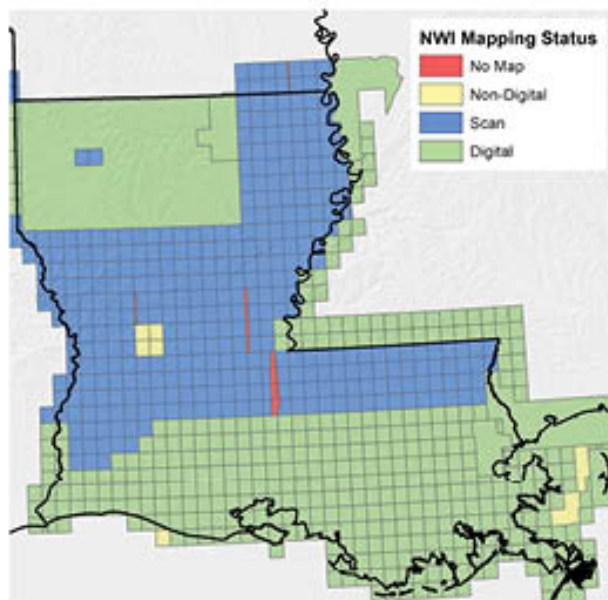 NWI Mapping Status
No Map
Non-Digital
Scan
Digital